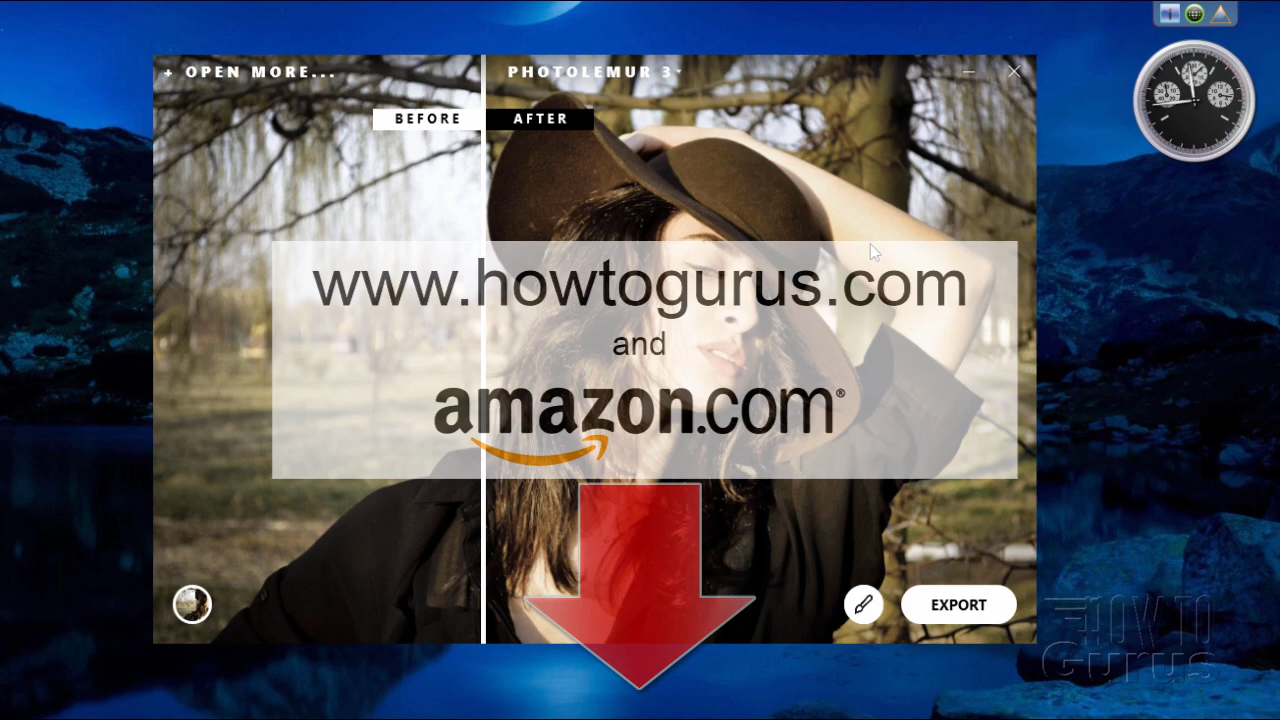 + OPEN MORE...
PHOTOLEMUR 3
BEFORE
AFTER
www.howtogurus.com
and
amazon.com®
EXPORT
HOW TO
Gurus